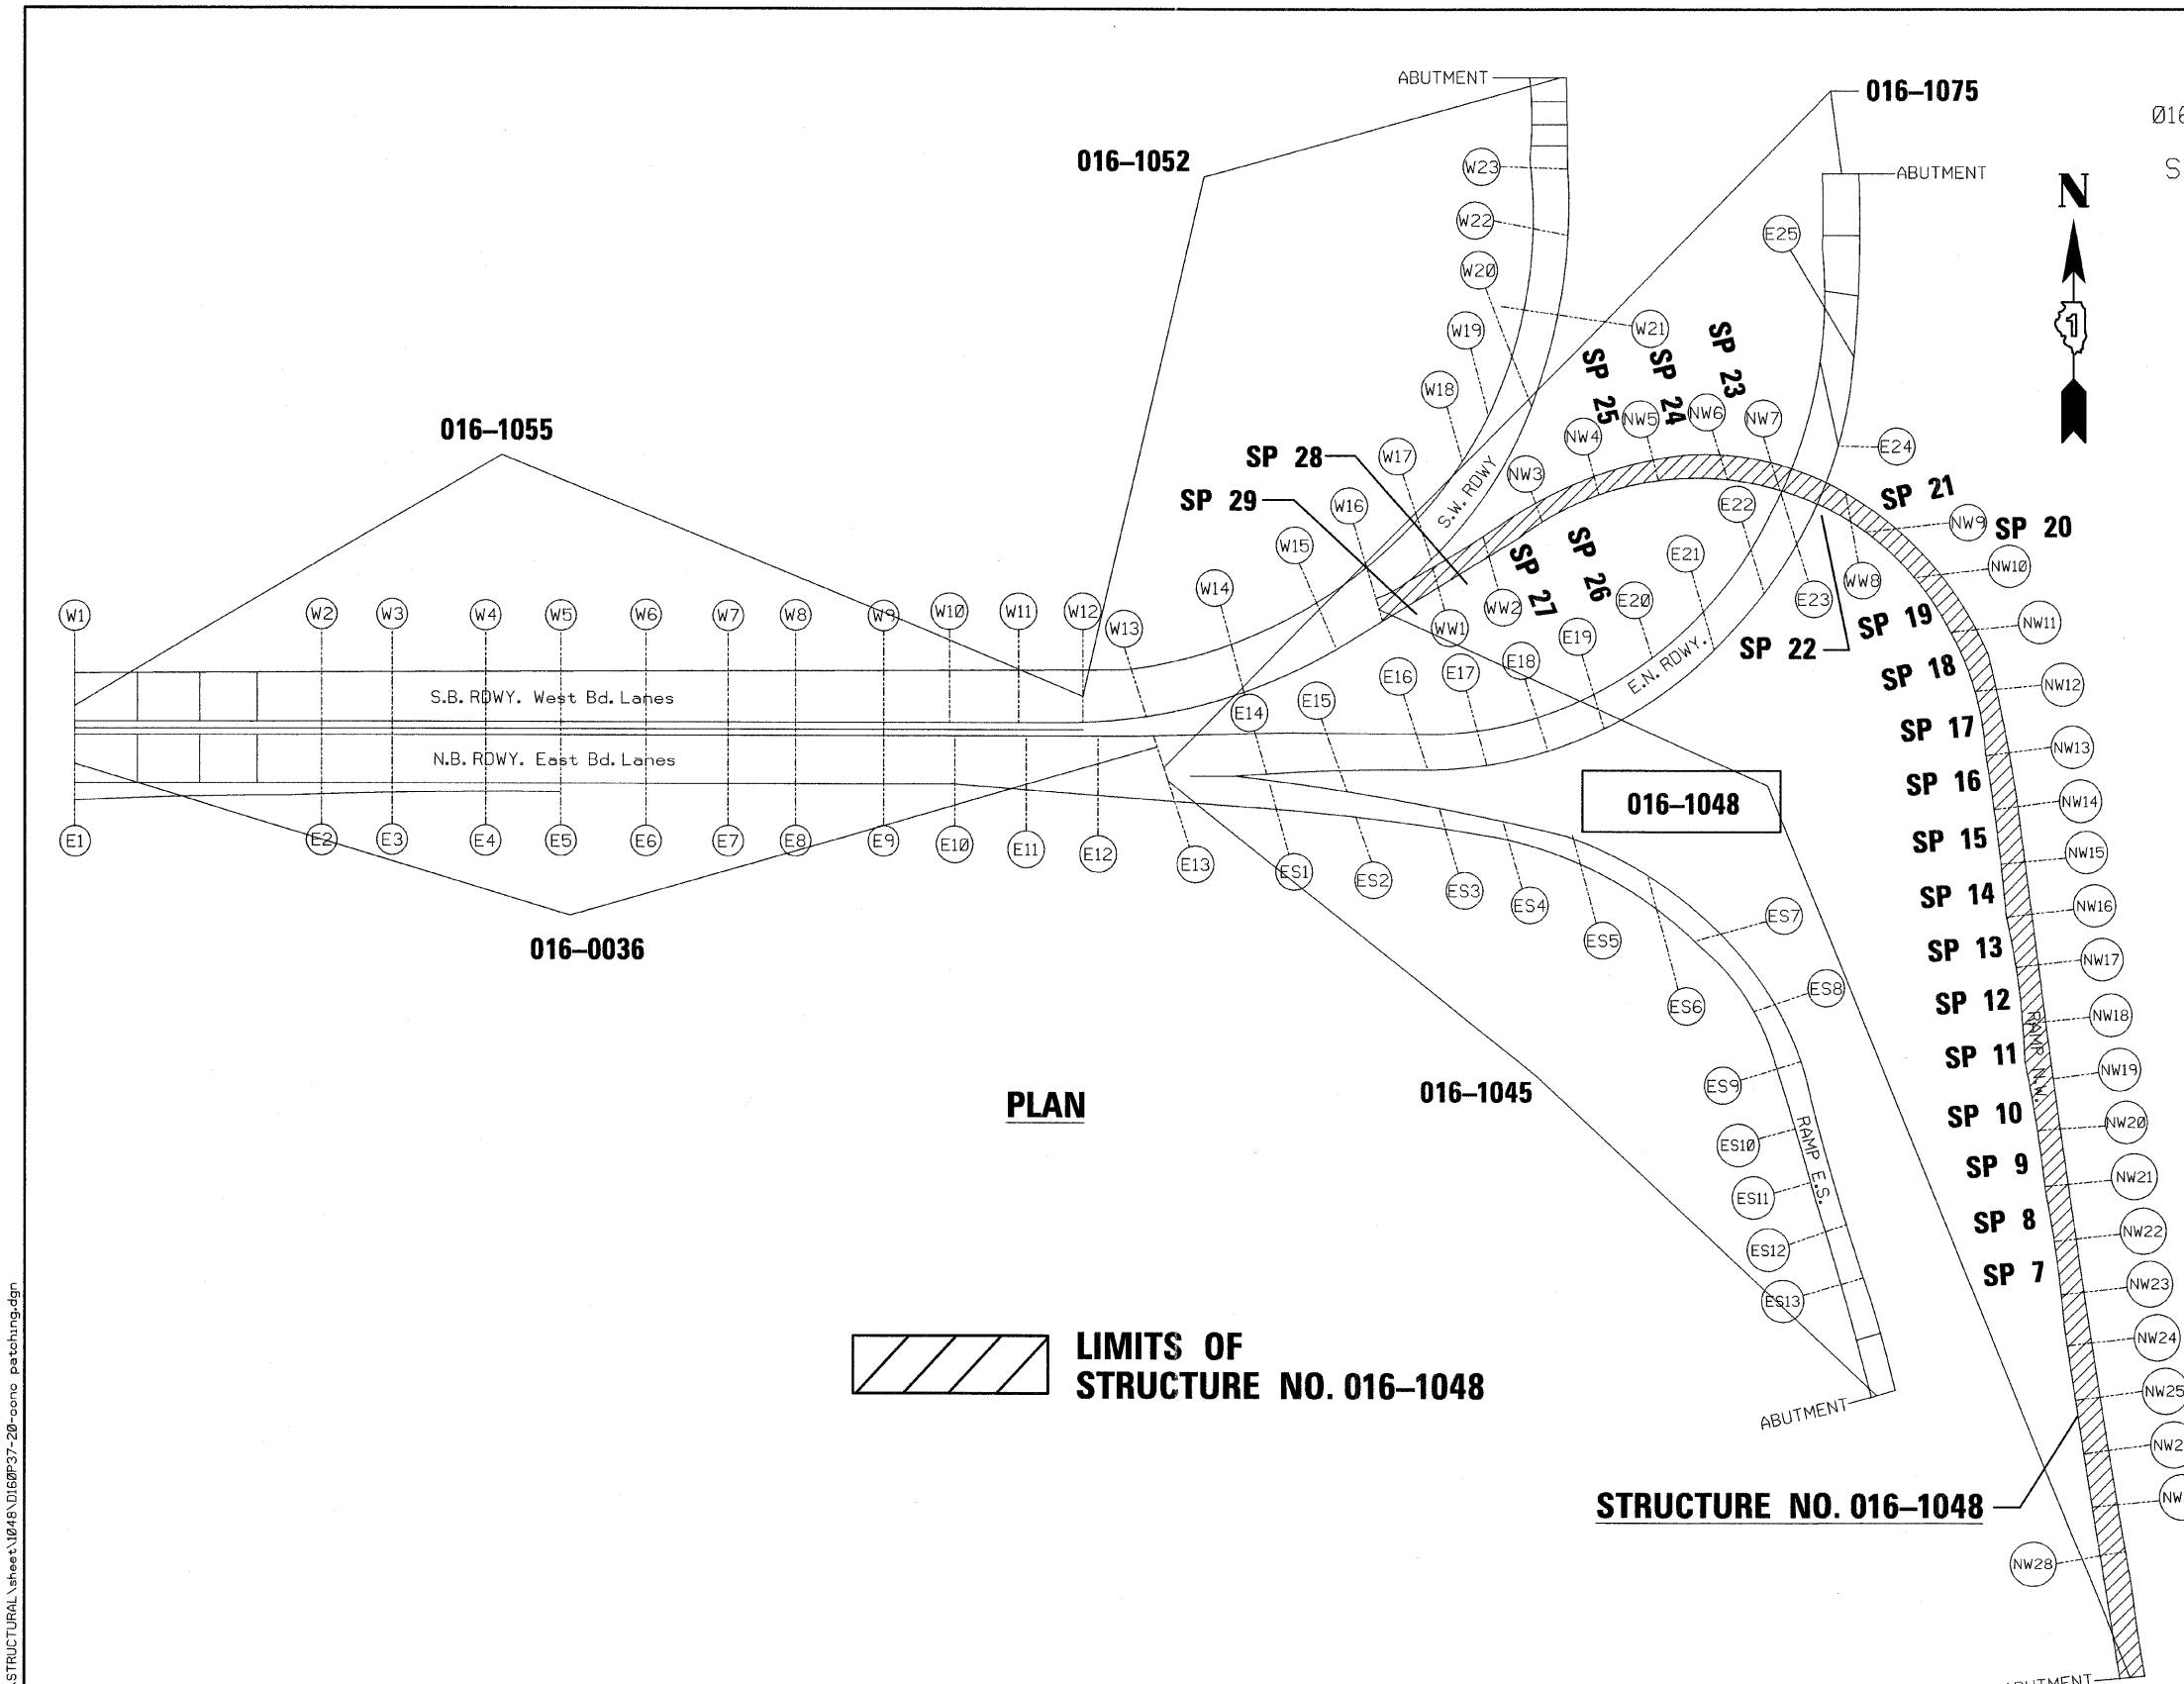 ABUTMENT
016–1075
016
ABUTMENT
S
N
1
016–1052
W23
W22
W20
W19
W21
W18
E25
SP 23
SP 24
SP 25
NW7
NW6
NW5
NW4
NW3
E24
016–1055
SP 28
SP 29
W17
W16
W15
W14
W13
S.W. RDWY
SP 21
NW9
SP 20
NW10
E22
E21
E20
E19
E18
E17
E16
E15
E14
SP 26
SP 27
WW2
WW1
WW8
E23
SP 22
SP 19
NW11
E.N. RDWY.
SP 18
NW12
W1
W2
W3
W4
W5
W6
W7
W8
W9
W10
W11
W12
S.B. RDWY. West Bd. Lanes
N.B. RDWY. East Bd. Lanes
E1
E2
E3
E4
E5
E6
E7
E8
E9
E10
E11
E12
E13
ES1
ES2
ES3
ES4
ES5
ES6
ES7
ES8
ES9
ES10
ES11
ES12
ES13
RAMP E.S.
ABUTMENT
016–1048
SP 17
NW13
SP 16
NW14
SP 15
NW15
SP 14
NW16
SP 13
NW17
SP 12
NW18
SP 11
NW19
RAMP N.W.
SP 10
NW20
SP 9
NW21
SP 8
NW22
SP 7
NW23
NW24
NW25
NW2
NW
NW28
016–0036
016–1045
PLAN
LIMITS OF
STRUCTURE NO. 016–1048
STRUCTURE NO. 016–1048
ABUTMENT
.STRUCTURAL\sheet\1048\D160P37-20-conc patching.dgn